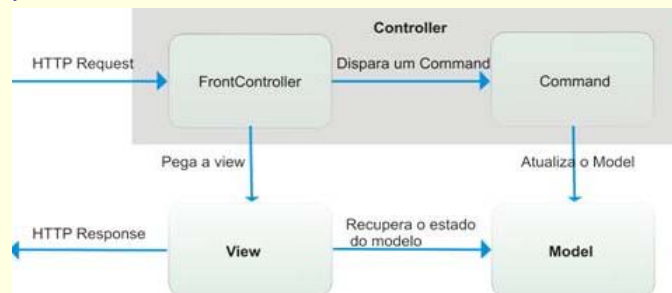 Controller
HTTP Request
FrontController
Dispara um Command
Command
Pega a view
Atualiza o Model
HTTP Response
View
Recupera o estado
do modelo
Model